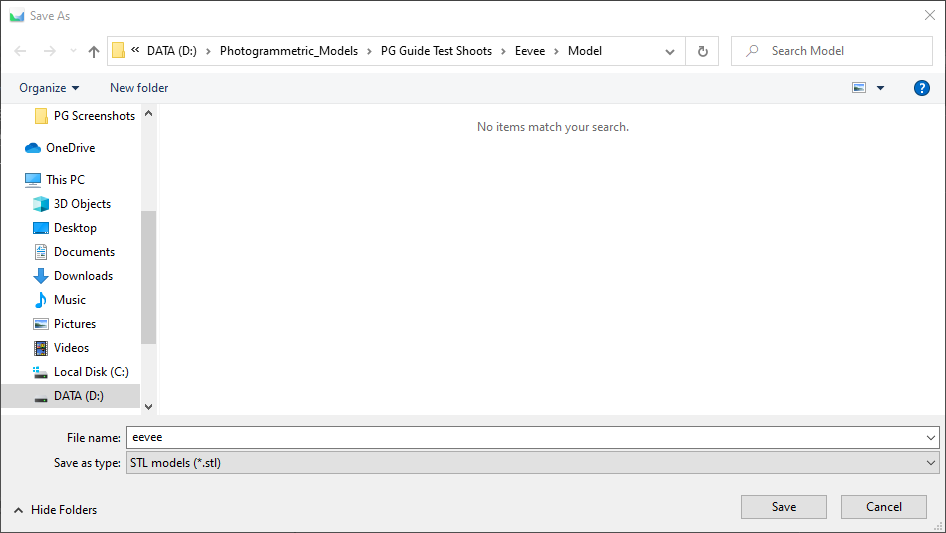 Save As
« DATA (D:) › Photogrammetric_Models › PG Guide Test Shoots › Eevee › Model
Search Model
Organize
New folder
?
PG Screenshots
OneDrive
This PC
3D Objects
Desktop
Documents
Downloads
Music
Pictures
Videos
Local Disk (C:)
DATA (D:)
No items match your search.
File name: eevee
Save as type: STL models (*.stl)
Hide Folders
Save
Cancel